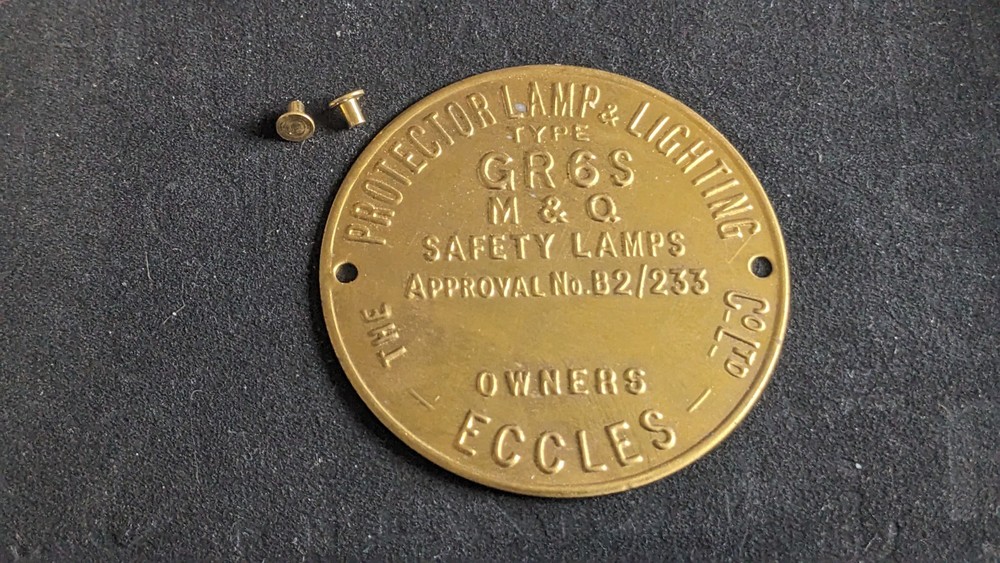 THE PROTECTOR LAMP & LIGHTING CO LTD
TYPE
GR6S
M & Q
SAFETY LAMPS
APPROVAL No. B2/233
OWNERS
- ECCLES -